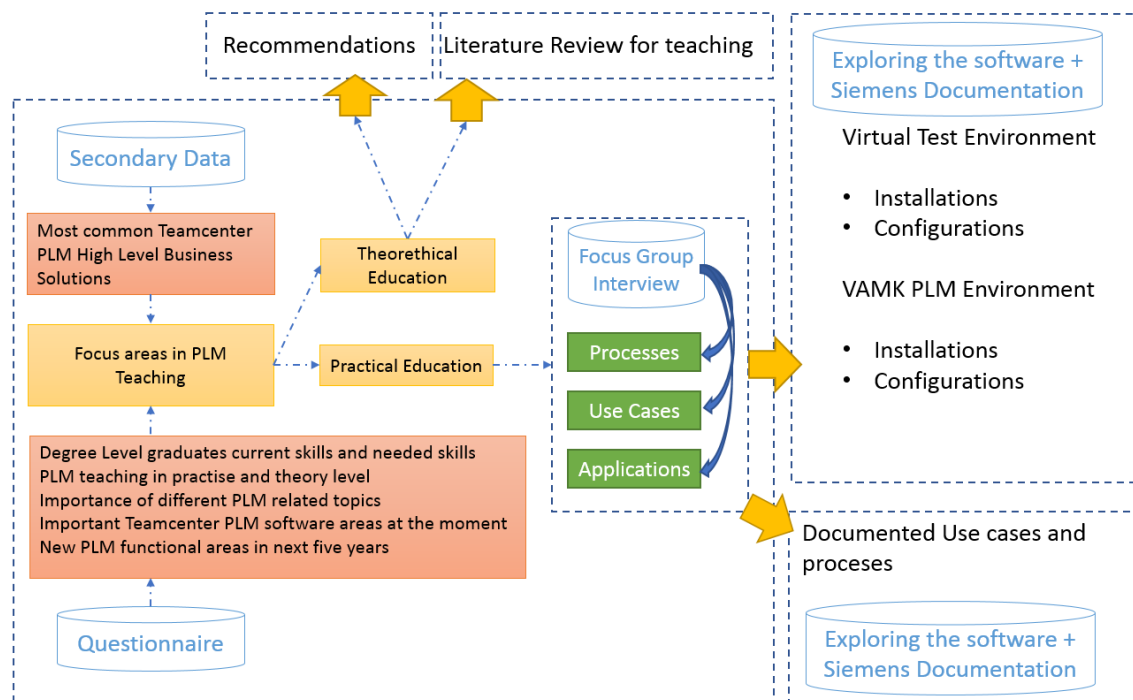 Recommendations
Literature Review for teaching
Exploring the software +
Siemens Documentation
Virtual Test Environment
• Installations
• Configurations
VAMK PLM Environment
• Installations
• Configurations
Secondary Data
Most common Teamcenter
PLM High Level Business
Solutions
Theorethical
Education
Focus Group
Interview
Focus areas in PLM
Teaching
Practical Education
Processes
Use Cases
Applications
Degree Level graduates current skills and needed skills
PLM teaching in practise and theory level
Importance of different PLM related topics
Important Teamcenter PLM software areas at the moment
New PLM functional areas in next five years
Questionnaire
Documented Use cases and
proceses
Exploring the software +
Siemens Documentation